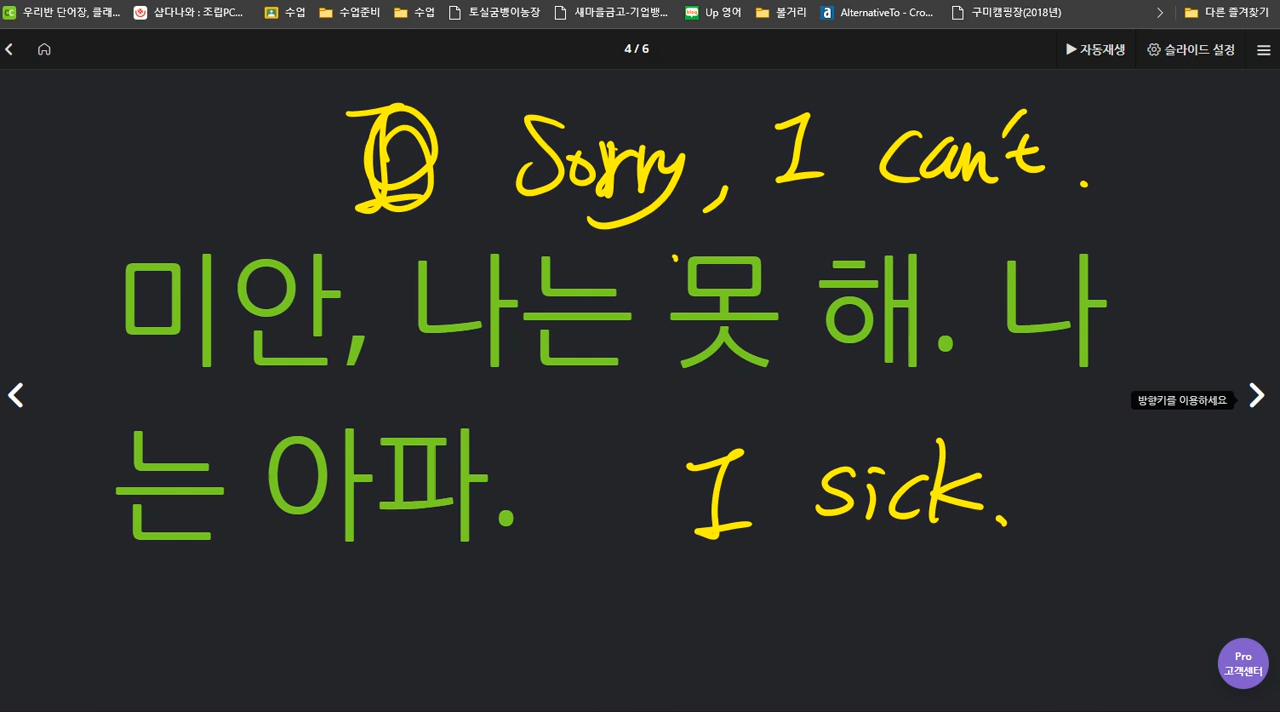 우리반 단어장, 클래... 샵다나와 : 조립PC... 수업 수업준비 수업 토실굼벵이농장 새마을금고-기업뱅... blog Up 영어 볼거리 a AlternativeTo - Cro... 구미캠핑장(2018년) 다른 즐겨찾기
4 / 6 자동재생 슬라이드 설정
Sorry, I can't.
미안, 나는 못 해. 나
방향키를 이용하세요
는 아파. I sick.
Pro
고객센터